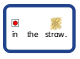 in the straw.